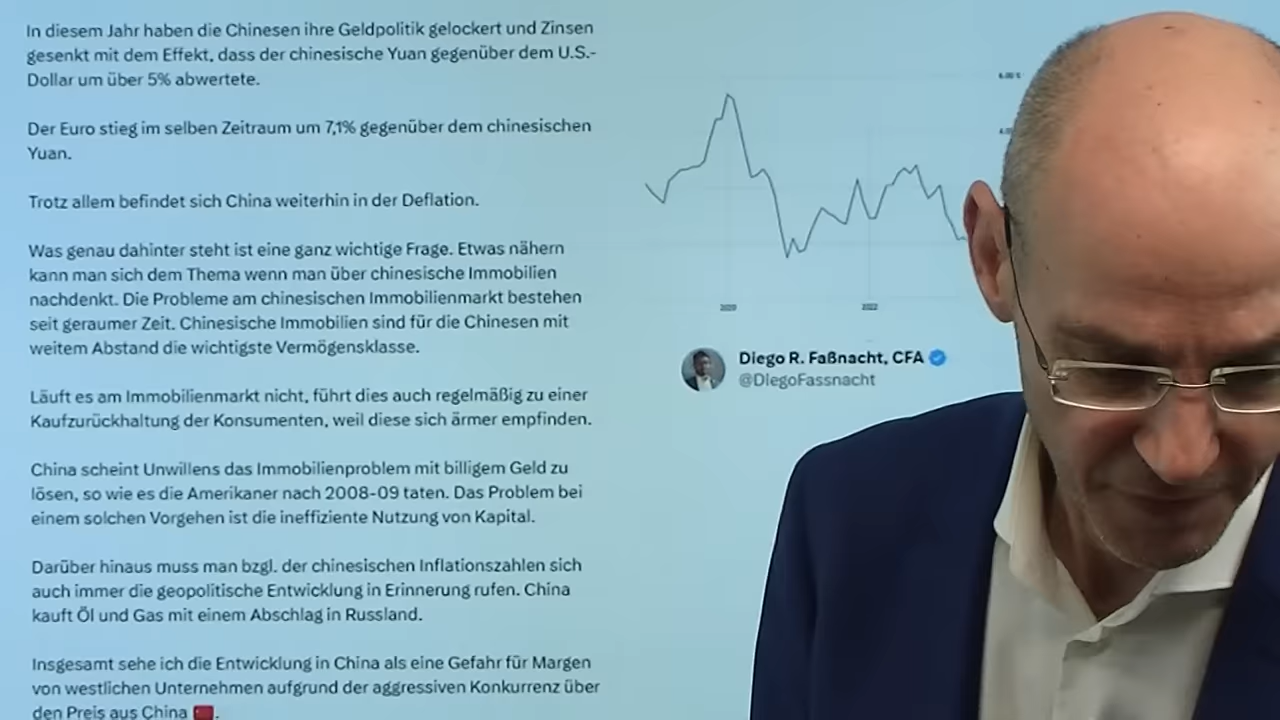 In diesem Jahr haben die Chinesen ihre Geldpolitik gelockert und Zinsen
gesenkt mit dem Effekt, dass der chinesische Yuan gegenüber dem U.S.-
Dollar um über 5% abwertete.
Der Euro stieg im selben Zeitraum um 7,1% gegenüber dem chinesischen
Yuan.
Trotz allem befindet sich China weiterhin in der Deflation.
Was genau dahinter steht ist eine ganz wichtige Frage. Etwas nähern
kann man sich dem Thema wenn man über chinesische Immobilien
nachdenkt. Die Probleme am chinesischen Immobilienmarkt bestehen
seit geraumer Zeit. Chinesische Immobilien sind für die Chinesen mit
weitem Abstand die wichtigste Vermögensklasse.
Läuft es am Immobilienmarkt nicht, führt dies auch regelmäßig zu einer
Kaufzurückhaltung der Konsumenten, weil diese sich ärmer empfinden.
China scheint Unwillens das Immobilienproblem mit billigem Geld zu
lösen, so wie es die Amerikaner nach 2008-09 taten. Das Problem bei
einem solchen Vorgehen ist die ineffiziente Nutzung von Kapital.
Darüber hinaus muss man bzgl. der chinesischen Inflationszahlen sich
auch immer die geopolitische Entwicklung in Erinnerung rufen. China
kauft Öl und Gas mit einem Abschlag in Russland.
Insgesamt sehe ich die Entwicklung in China als eine Gefahr für Margen
von westlichen Unternehmen aufgrund der aggressiven Konkurrenz über
den Preis aus China 🇨🇳.
2020
2022
Diego R. Faßnacht, CFA
@DiegoFassnacht